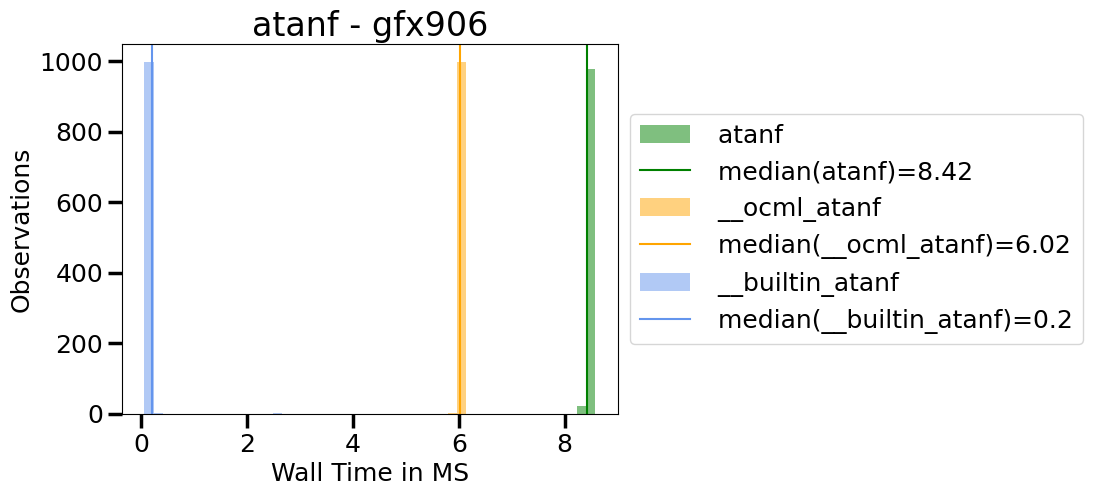 atanf - gfx906
1000
800
600
400
200
0
Observations
0 2 4 6 8
Wall Time in MS
atanf
median(atanf)=8.42
__ocml_atanf
median(__ocml_atanf)=6.02
__builtin_atanf
median(__builtin_atanf)=0.2